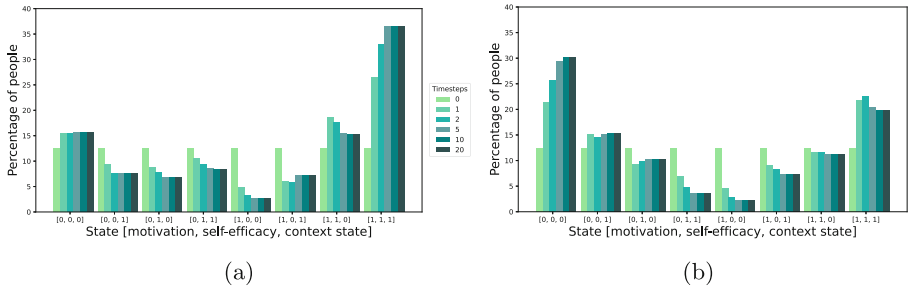 40
35
30
25
20
15
10
5
0
Percentage of people
[0, 0, 0] [0, 0, 1] [0, 1, 0] [0, 1, 1] [1, 0, 0] [1, 0, 1] [1, 1, 0] [1, 1, 1]
State [motivation, self-efficacy, context state]
(a)
Timesteps
0
1
2
5
10
20
40
35
30
25
20
15
10
5
0
Percentage of people
[0, 0, 0] [0, 0, 1] [0, 1, 0] [0, 1, 1] [1, 0, 0] [1, 0, 1] [1, 1, 0] [1, 1, 1]
State [motivation, self-efficacy, context state]
(b)